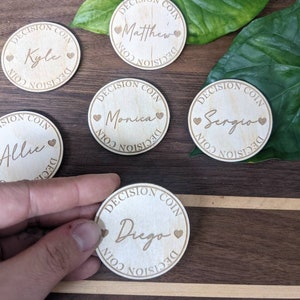 DECISION COIN
Matthew
DECISION COIN
Kyle
DECISION COIN
DECISION COIN
Monica
DECISION COIN
DECISION COIN
Sergio
DECISION COIN
Allie
DECISION COIN
Diego
DECISION COIN